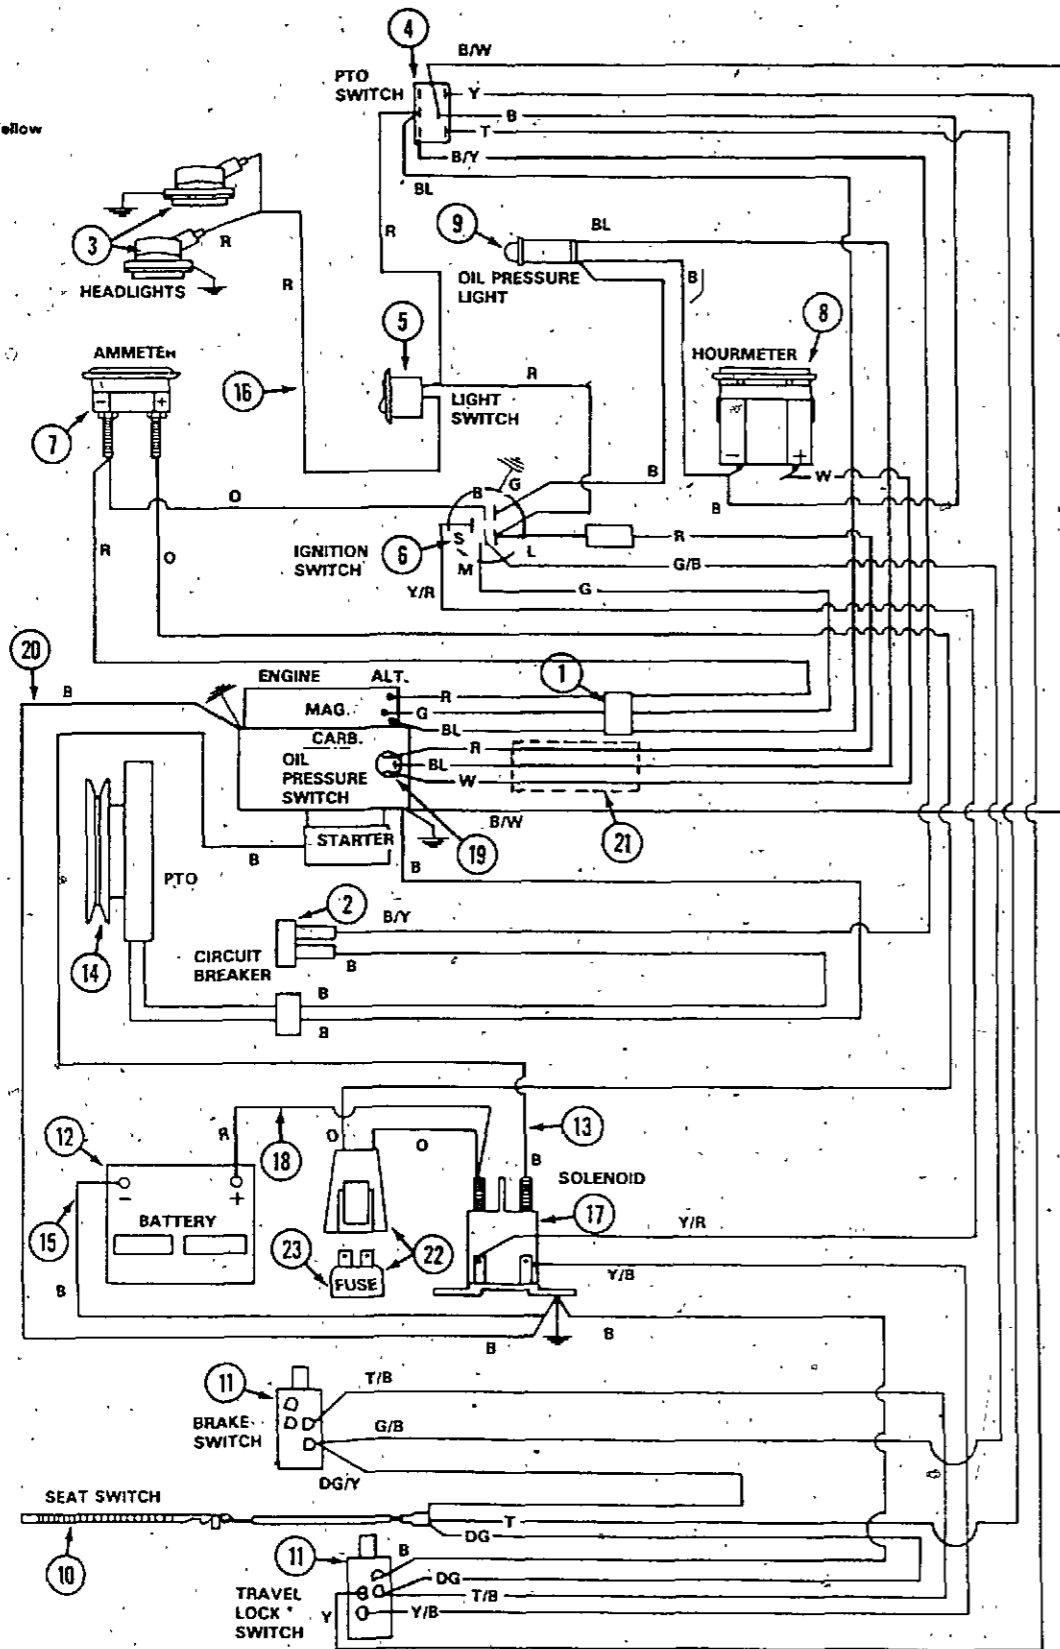 4
B/W
PTO
SWITCH
Y
B
T
B/Y
BL
ellow
3
R
HEADLIGHTS
R
R
9
BL
OIL PRESSURE
LIGHT
B
5
8
AMMETER
HOURMETER
16
R
LIGHT
SWITCH
7
- +
- +
O
B
G
B
W
B
R
O
IGNITION
SWITCH
6
S
L
M
R
G/B
Y/R
G
20
B
ENGINE
ALT.
1
MAG.
R
G
BL
CARB.
OIL
PRESSURE
SWITCH
R
BL
W
B/W
19
21
STARTER
B
B
PTO
14
2
B/Y
CIRCUIT
BREAKER
B
B
B
12
R
18
O
O
13
B
SOLENOID
17
- +
BATTERY
15
Y/R
23
FUSE
22
Y/B
B
B
B
11
T/B
BRAKE
SWITCH
G/B
DG/Y
SEAT SWITCH
T
DG
10
11
B
DG
TRAVEL
LOCK
SWITCH
T/B
Y
Y/B